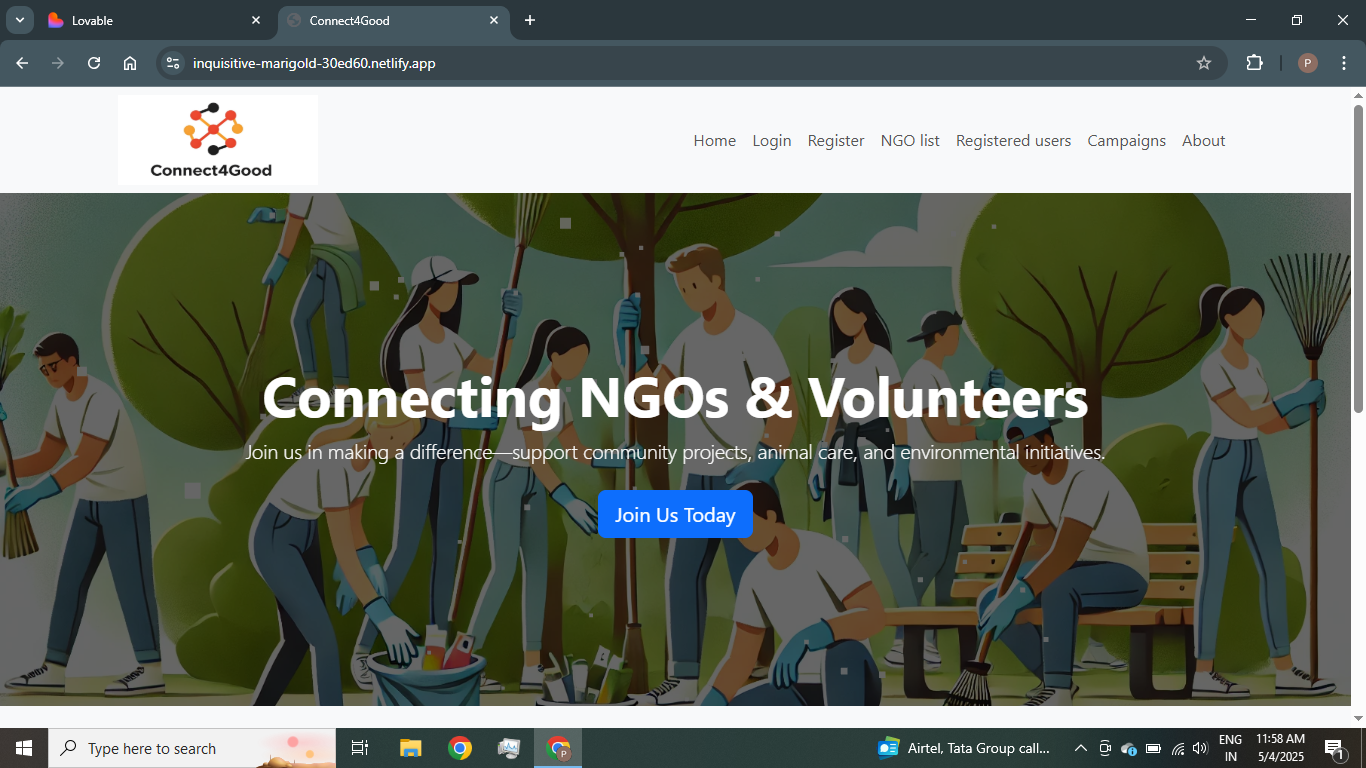 Lovable
Connect4Good
inquisitive-marigold-30ed60.netlify.app
P
Connect4Good
Home Login Register NGO list Registered users Campaigns About
Connecting NGOs & Volunteers
Join us in making a difference—support community projects, animal care, and environmental initiatives.
Join Us Today
Type here to search
P
Airtel, Tata Group call...
ENG
IN
11:58 AM
5/4/2025
1